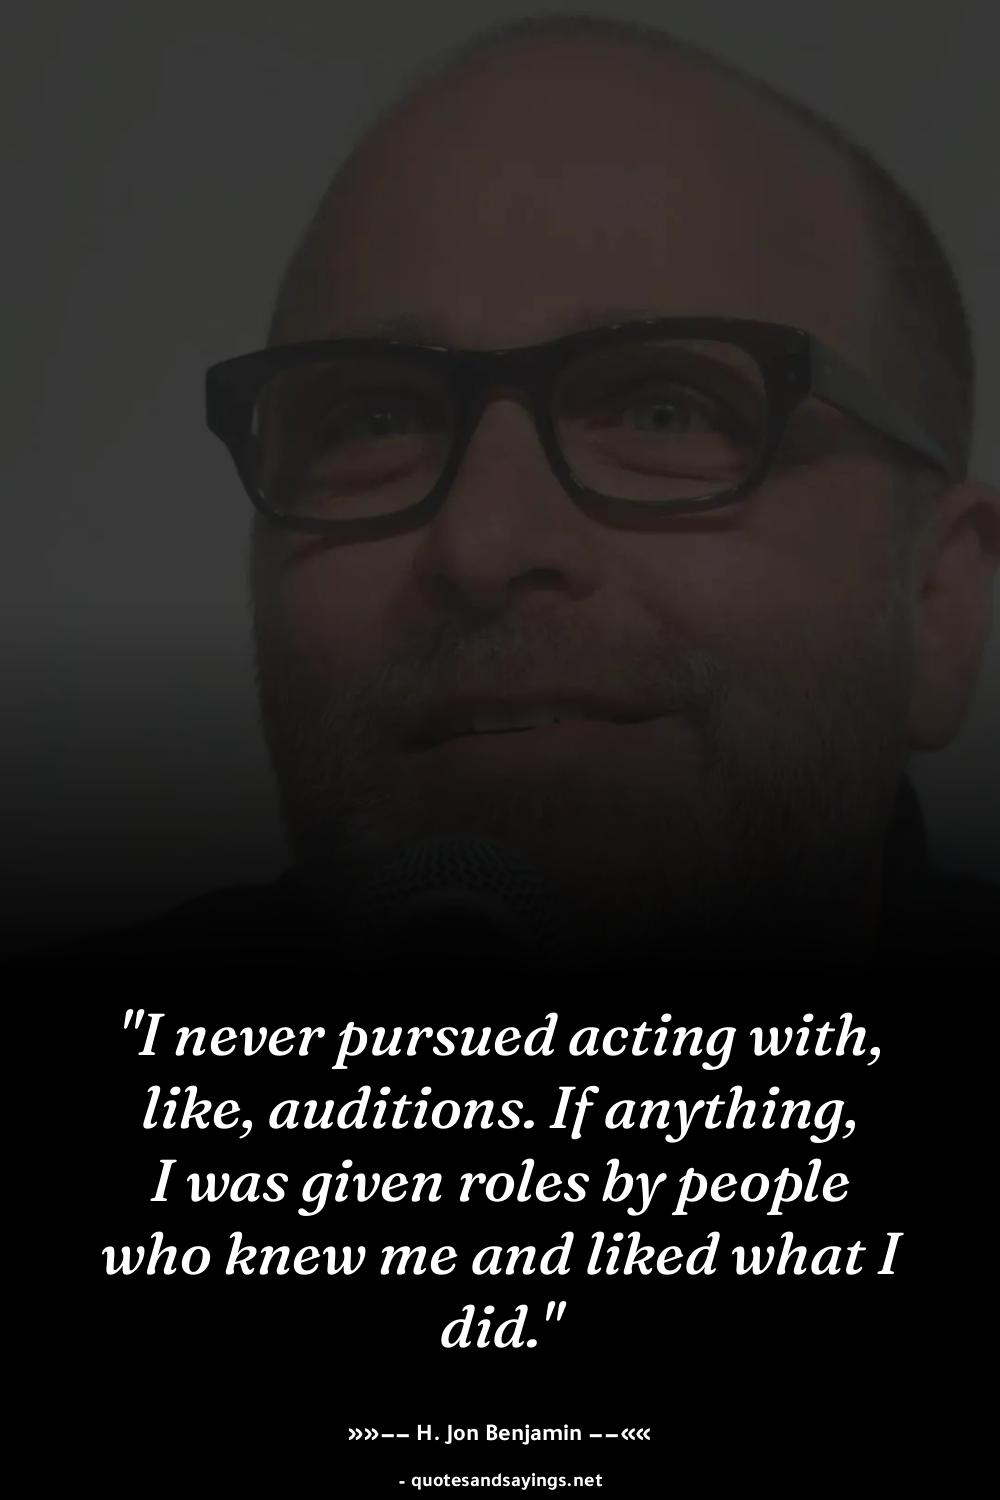 "I never pursued acting with,
like, auditions. If anything,
I was given roles by people
who knew me and liked what I
did."
»»−− H. Jon Benjamin −−««
- quotesandsayings.net